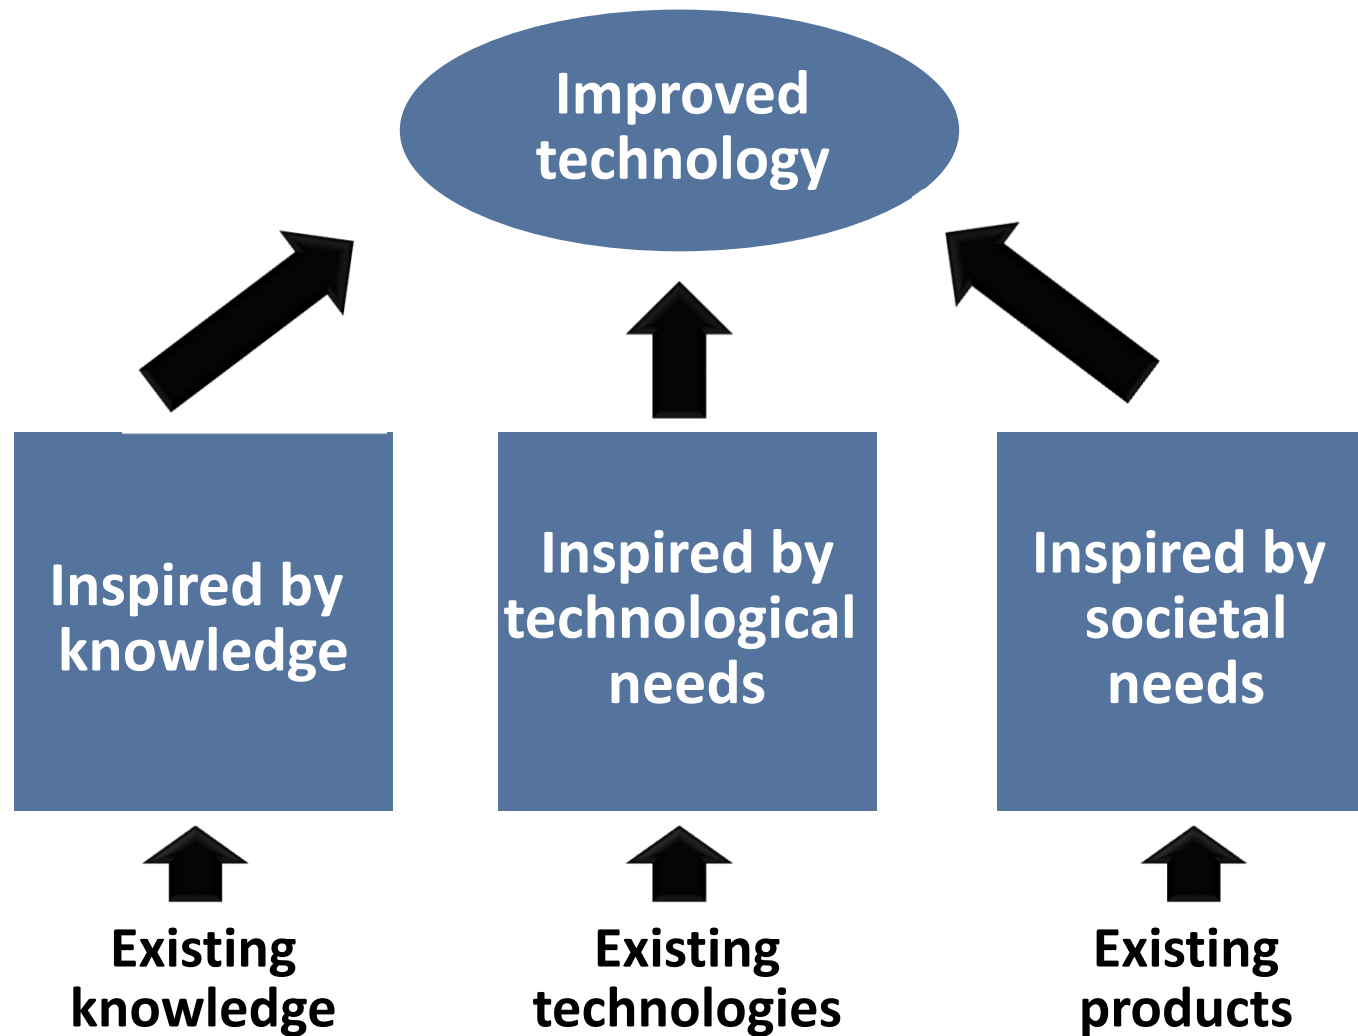 Improved
technology
Inspired by
knowledge
Inspired by
technological
needs
Inspired by
societal
needs
Existing
knowledge
Existing
technologies
Existing
products